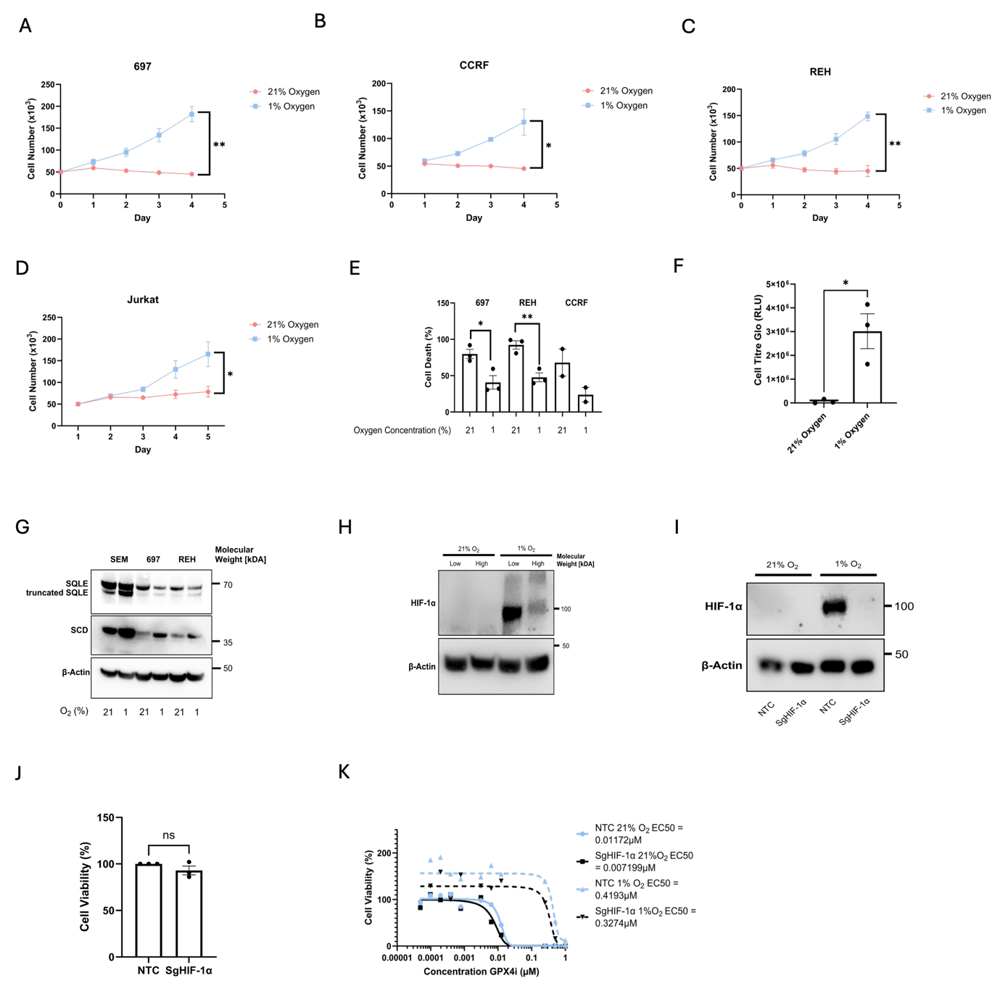 A
697
Cell Number (x10³)
250
200
150
100
50
0
0 1 2 3 4 5
Day
21% Oxygen
1% Oxygen
**
B
CCRF
Cell Number (x10³)
200
150
100
50
0
0 1 2 3 4 5
Day
21% Oxygen
1% Oxygen
*
C
REH
Cell Number (x10³)
200
150
100
50
0
0 1 2 3 4 5
Day
21% Oxygen
1% Oxygen
**
D
Jurkat
Cell Number (x10³)
250
200
150
100
50
0
1 2 3 4 5
Day
21% Oxygen
1% Oxygen
*
E
697 REH CCRF
Cell Death (%)
150
100
50
0
* **
Oxygen Concentration (%) 21 1 21 1 21 1
F
Cell Titre Glo (RLU)
5×10⁶
4×10⁶
3×10⁶
2×10⁶
1×10⁶
0
*
21% Oxygen
1% Oxygen
G
SEM 697 REH
Molecular
Weight [kDA]
SQLE
truncated SQLE
70
SCD
35
β-Actin
50
O₂ (%) 21 1 21 1 21 1
H
21% O₂ 1% O₂
Low High Low High
Molecular
Weight [kDA]
HIF-1α
100
50
β-Actin
I
21% O₂ 1% O₂
HIF-1α
100
50
β-Actin
NTC SgHIF-1α NTC SgHIF-1α
J
Cell Viability (%)
150
100
50
0
ns
NTC SgHIF-1α
K
Cell Viability (%)
200
100
0
0.00001 0.0001 0.001 0.01 0.1 1
Concentration GPX4i (μM)
NTC 21% O₂ EC50 =
0.01172μM
SgHIF-1α 21%O₂ EC50
= 0.007199μM
NTC 1% O₂ EC50 =
0.4193μM
SgHIF-1α 1%O₂ EC50 =
0.3274μM